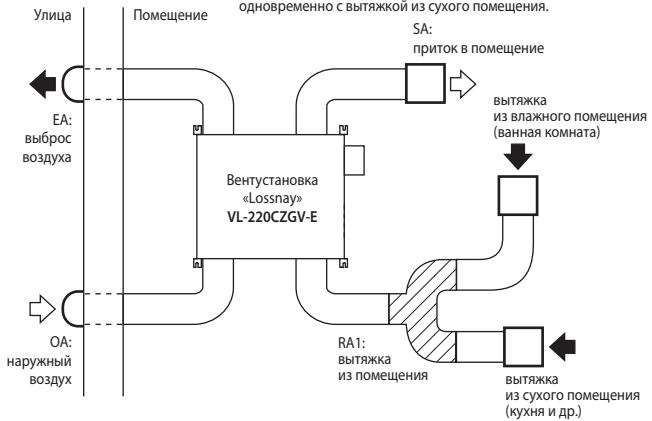 одновременно с вытяжкой из сухого помещения.
Улица
Помещение
SA:
приток в помещение
EA:
выброс
воздуха
вытяжка
из влажного помещения
(ванная комната)
Вентустановка
«Lossnay»
VL-220CZGV-E
OA:
наружный
воздух
RA1:
вытяжка
из помещения
вытяжка
из сухого помещения
(кухня и др.)